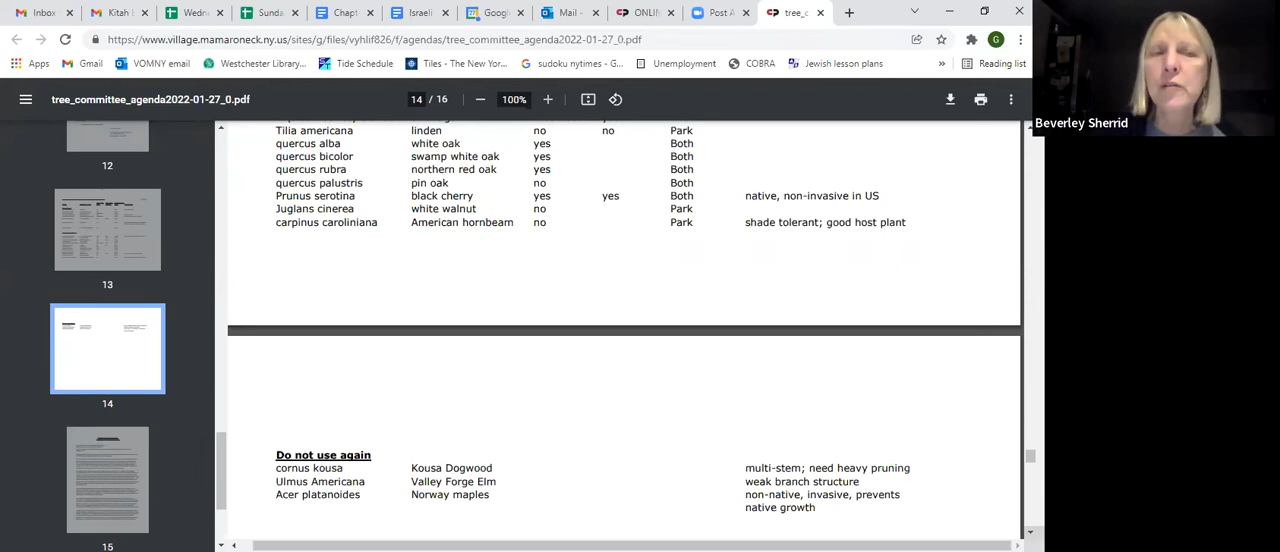 Inbox
Kitah E
Wedne
Sunda
Chapt
Israeli
Googl
Mail -
ONLIN
Post A
tree_c
https://www.village.mamaroneck.ny.us/sites/g/files/vyhlif826/f/agendas/tree_committee_agenda2022-01-27_0.pdf
G
Apps
Gmail
VOMNY email
Westchester Library...
Tide Schedule
Tiles - The New Yor...
sudoku nytimes - G...
Unemployment
COBRA
Jewish lesson plans
»
Reading list
tree_committee_agenda2022-01-27_0.pdf
14 / 16
100%
Beverley Sherrid
12
13
14
15
Tilia americana linden no no Park
quercus alba white oak yes Both
quercus bicolor swamp white oak yes Both
quercus rubra northern red oak yes Both
quercus palustris pin oak no Both
Prunus serotina black cherry yes yes Both native, non-invasive in US
Juglans cinerea white walnut no Park
carpinus caroliniana American hornbeam no Park shade tolerant; good host plant
Do not use again
cornus kousa Kousa Dogwood multi-stem; need heavy pruning
Ulmus Americana Valley Forge Elm weak branch structure
Acer platanoides Norway maples non-native, invasive, prevents
native growth